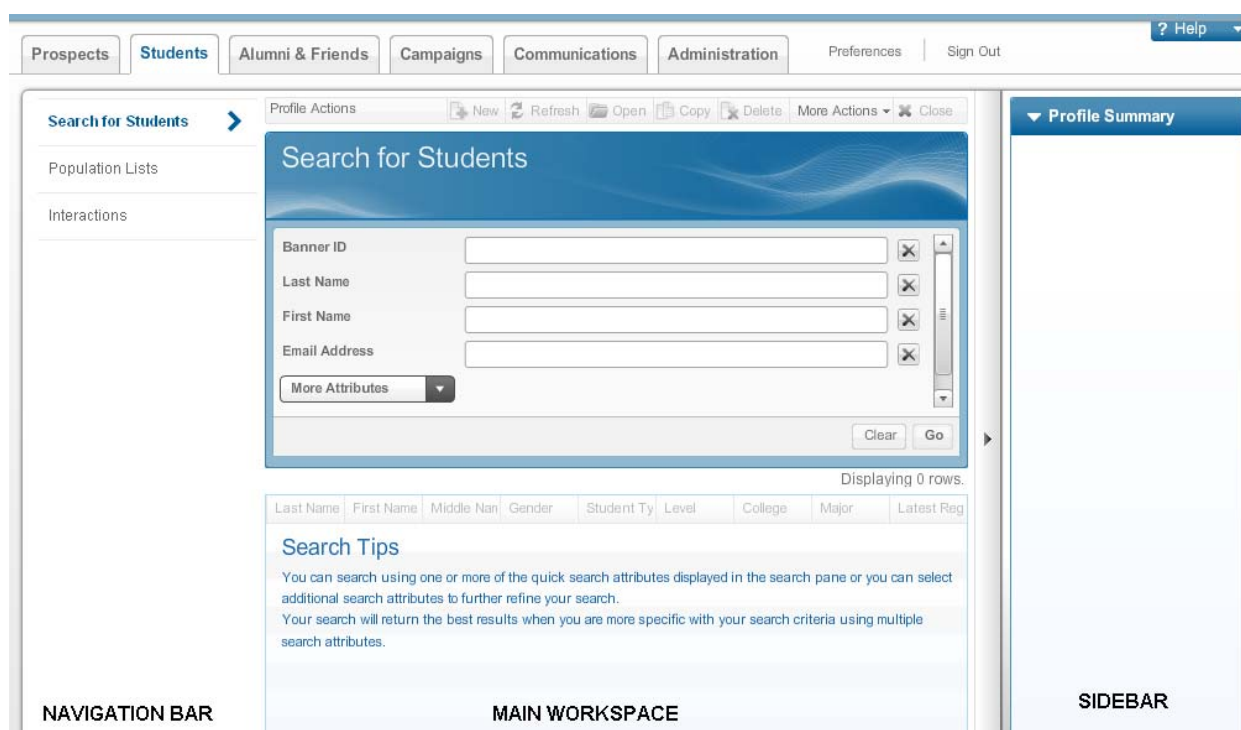 ? Help
Prospects Students Alumni & Friends Campaigns Communications Administration Preferences Sign Out
Search for Students
Population Lists
Interactions
NAVIGATION BAR
Profile Actions New Refresh Open Copy Delete More Actions Close
Search for Students
Banner ID
Last Name
First Name
Email Address
More Attributes
Clear Go
Displaying 0 rows.
Last Name First Name Middle Nan Gender Student Ty Level College Major Latest Reg
Search Tips
You can search using one or more of the quick search attributes displayed in the search pane or you can select
additional search attributes to further refine your search.
Your search will return the best results when you are more specific with your search criteria using multiple
search attributes.
MAIN WORKSPACE
Profile Summary
SIDEBAR